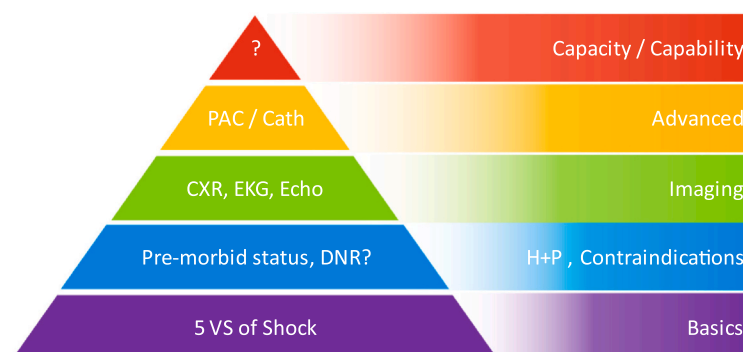 ?
Capacity / Capability
PAC / Cath
Advanced
CXR, EKG, Echo
Imaging
Pre-morbid status, DNR?
H+P , Contraindications
5 VS of Shock
Basics